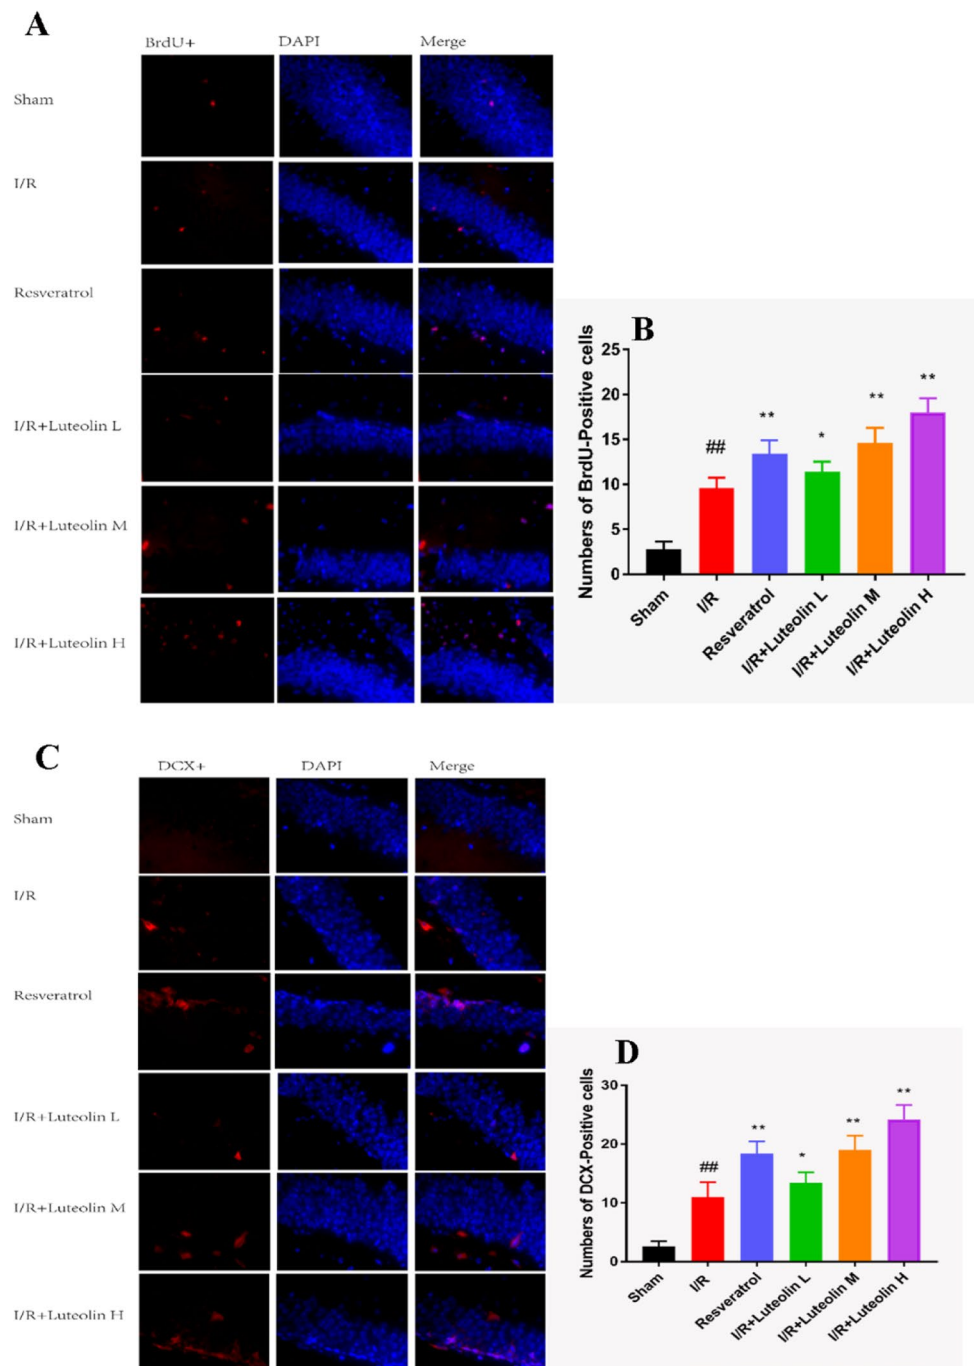 A
BrdU+ DAPI Merge
Sham
I/R
Resveratrol
I/R+Luteolin L
I/R+Luteolin M
I/R+Luteolin H
B
Numbers of BrdU-Positive cells
25
20
15
10
5
0
##
**
*
**
**
Sham
I/R
Resveratrol
I/R+Luteolin L
I/R+Luteolin M
I/R+Luteolin H
C
DCX+ DAPI Merge
Sham
I/R
Resveratrol
I/R+Luteolin L
I/R+Luteolin M
I/R+Luteolin H
D
Numbers of DCX-Positive cells
30
20
10
0
##
**
*
**
**
Sham
I/R
Resveratrol
I/R+Luteolin L
I/R+Luteolin M
I/R+Luteolin H